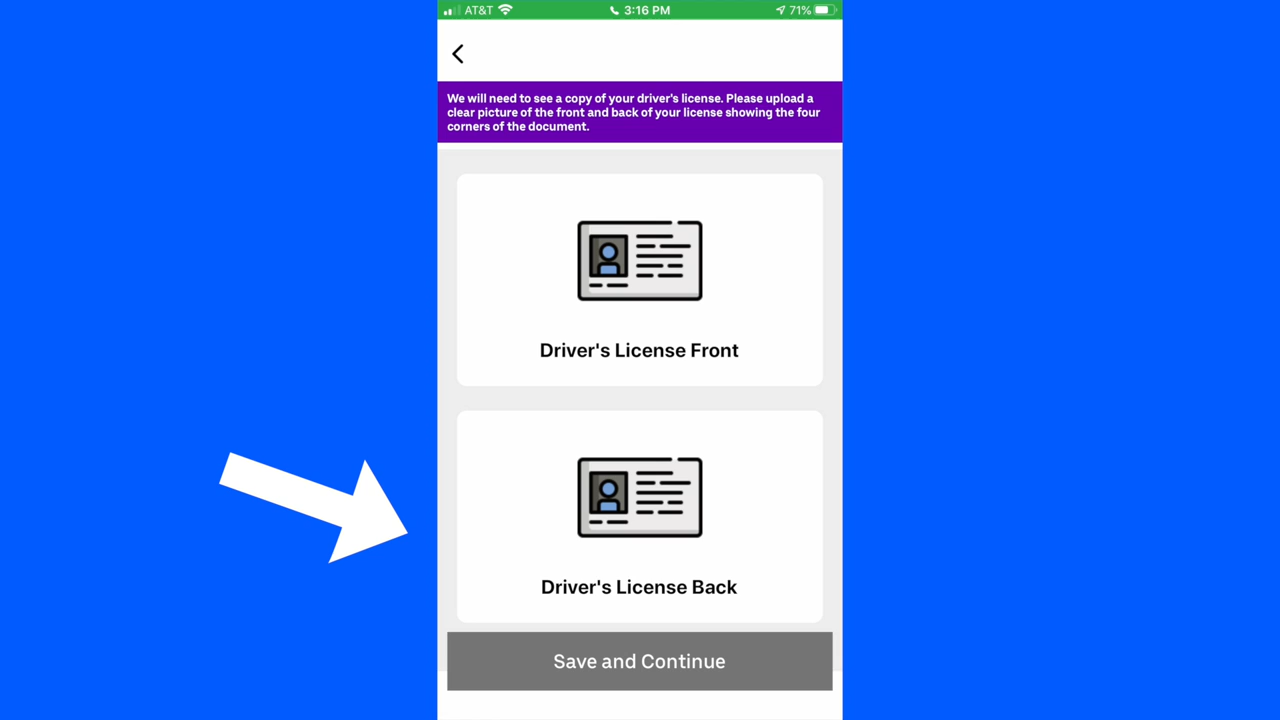 AT&T 3:16 PM 71%
We will need to see a copy of your driver's license. Please upload a
clear picture of the front and back of your license showing the four
corners of the document.
Driver's License Front
Driver's License Back
Save and Continue